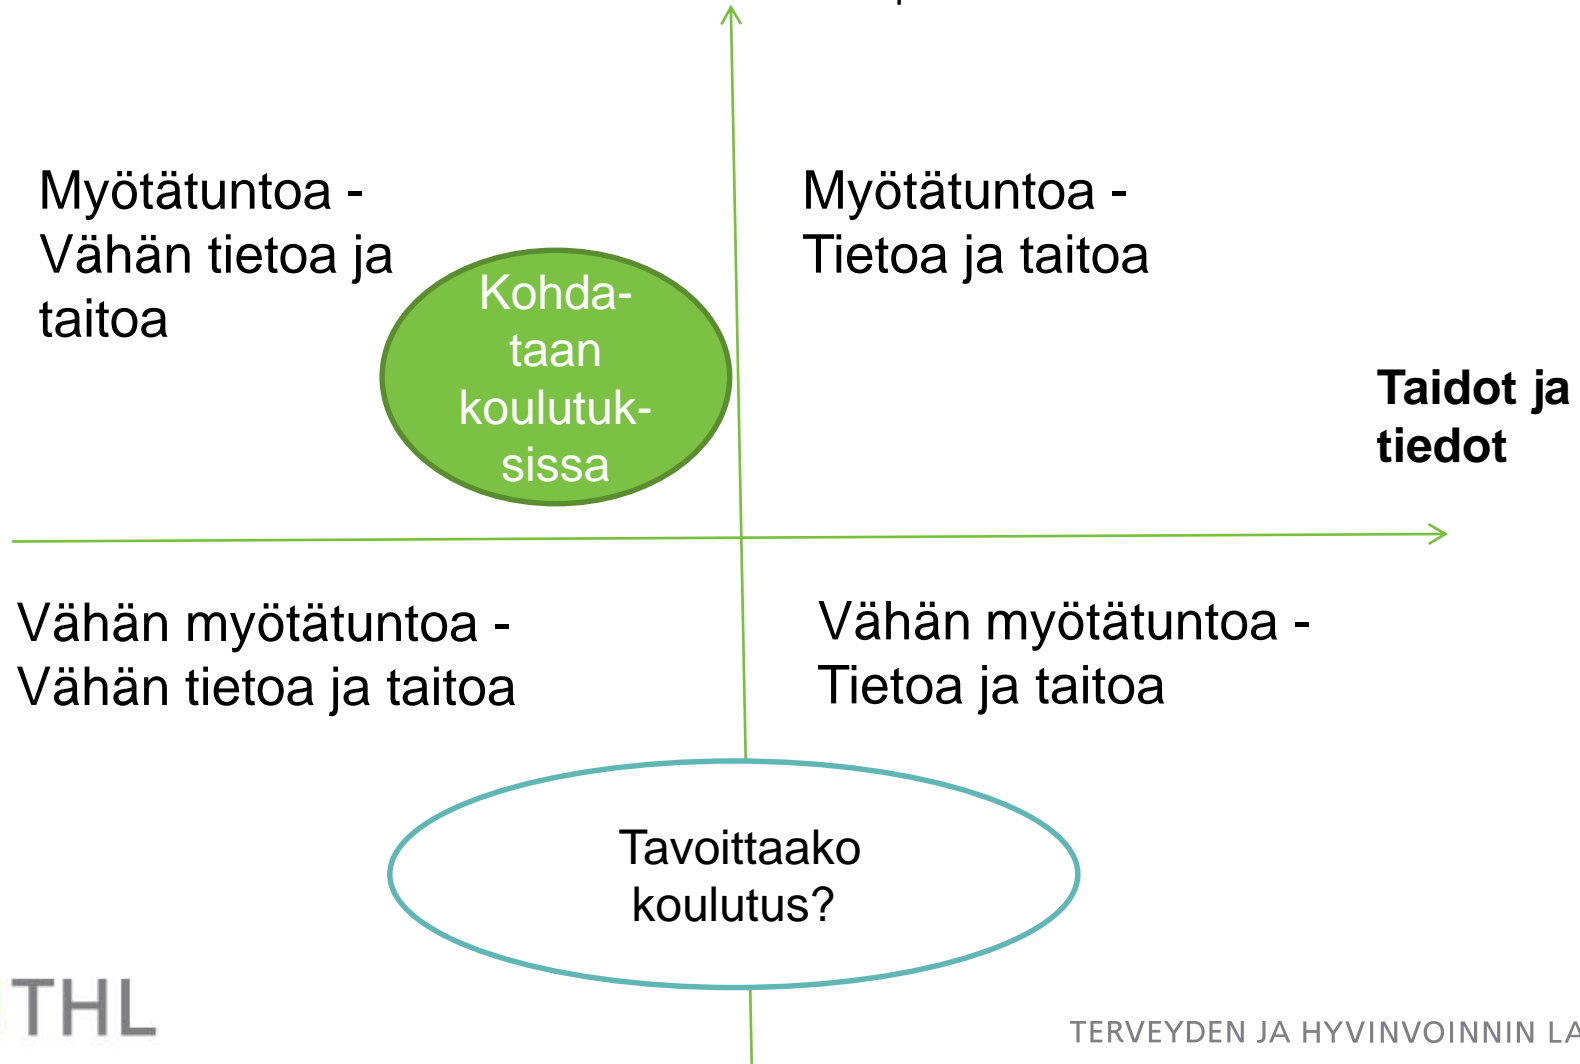 Myötätuntoa -
Vähän tietoa ja
taitoa
Myötätuntoa -
Tietoa ja taitoa
Kohda-
taan
koulutuk-
sissa
Taidot ja
tiedot
Vähän myötätuntoa -
Vähän tietoa ja taitoa
Vähän myötätuntoa -
Tietoa ja taitoa
Tavoittaako
koulutus?
THL
TERVEYDEN JA HYVINVOINNIN LA